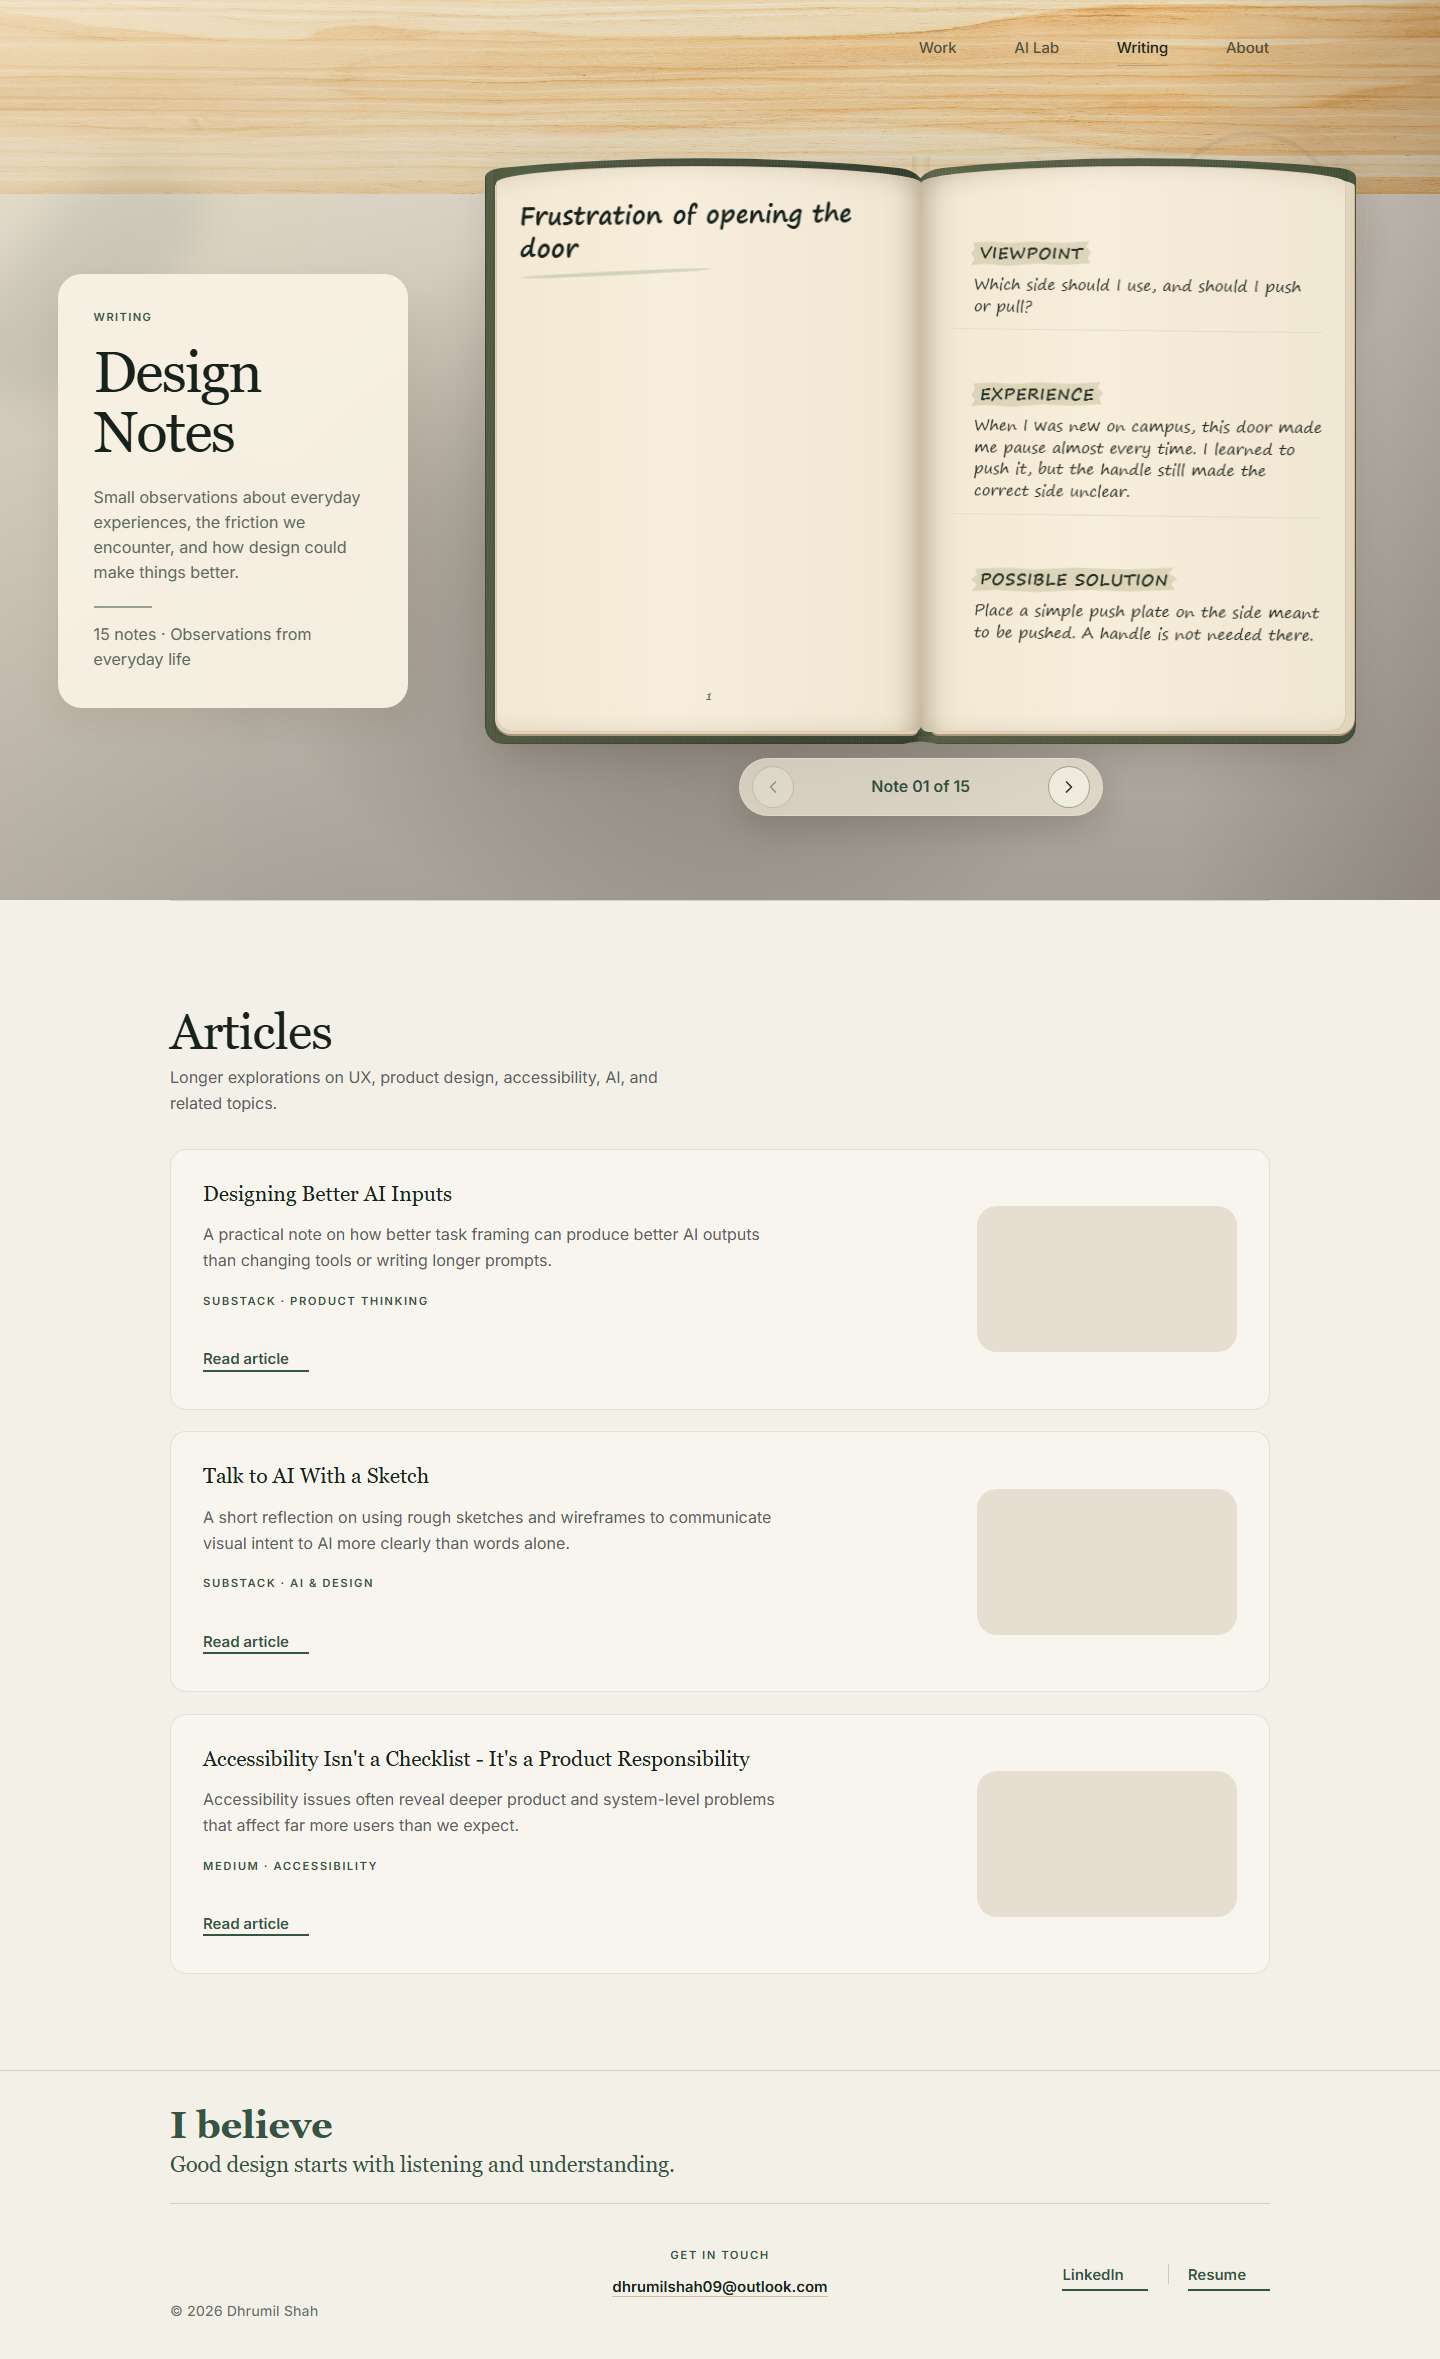 Work
AI Lab
Writing
About
WRITING
Design
Notes
Small observations about everyday
experiences, the friction we
encounter, and how design could
make things better.
15 notes · Observations from
everyday life
Frustration of opening the
door
1
VIEWPOINT
Which side should I use, and should I push
or pull?
EXPERIENCE
When I was new on campus, this door made
me pause almost every time. I learned to
push it, but the handle still made the
correct side unclear.
POSSIBLE SOLUTION
Place a simple push plate on the side meant
to be pushed. A handle is not needed there.
Note 01 of 15
Articles
Longer explorations on UX, product design, accessibility, AI, and
related topics.
Designing Better AI Inputs
A practical note on how better task framing can produce better AI outputs
than changing tools or writing longer prompts.
SUBSTACK · PRODUCT THINKING
Read article
Talk to AI With a Sketch
A short reflection on using rough sketches and wireframes to communicate
visual intent to AI more clearly than words alone.
SUBSTACK · AI & DESIGN
Read article
Accessibility Isn't a Checklist - It's a Product Responsibility
Accessibility issues often reveal deeper product and system-level problems
that affect far more users than we expect.
MEDIUM · ACCESSIBILITY
Read article
I believe
Good design starts with listening and understanding.
GET IN TOUCH
dhrumilshah09@outlook.com
LinkedIn
Resume
© 2026 Dhrumil Shah